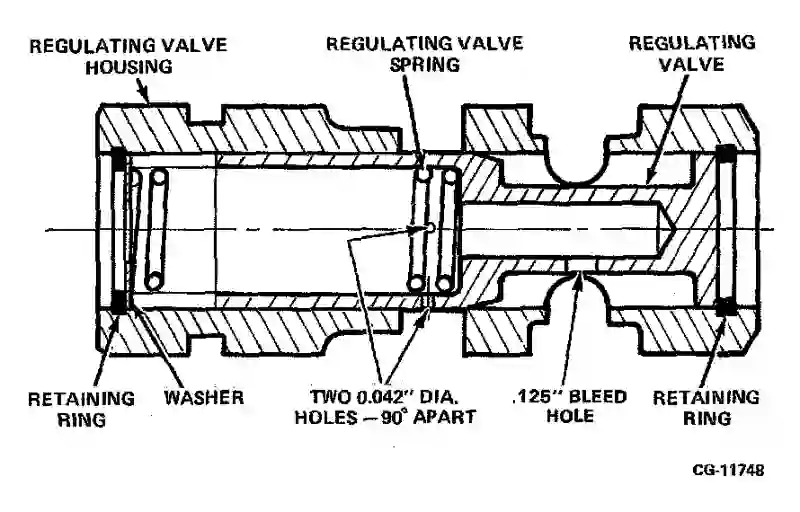 REGULATING VALVE
HOUSING
REGULATING VALVE
SPRING
REGULATING
VALVE
RETAINING
RING
WASHER
TWO 0.042" DIA.
HOLES — 90° APART
.125" BLEED
HOLE
RETAINING
RING
CG-11748